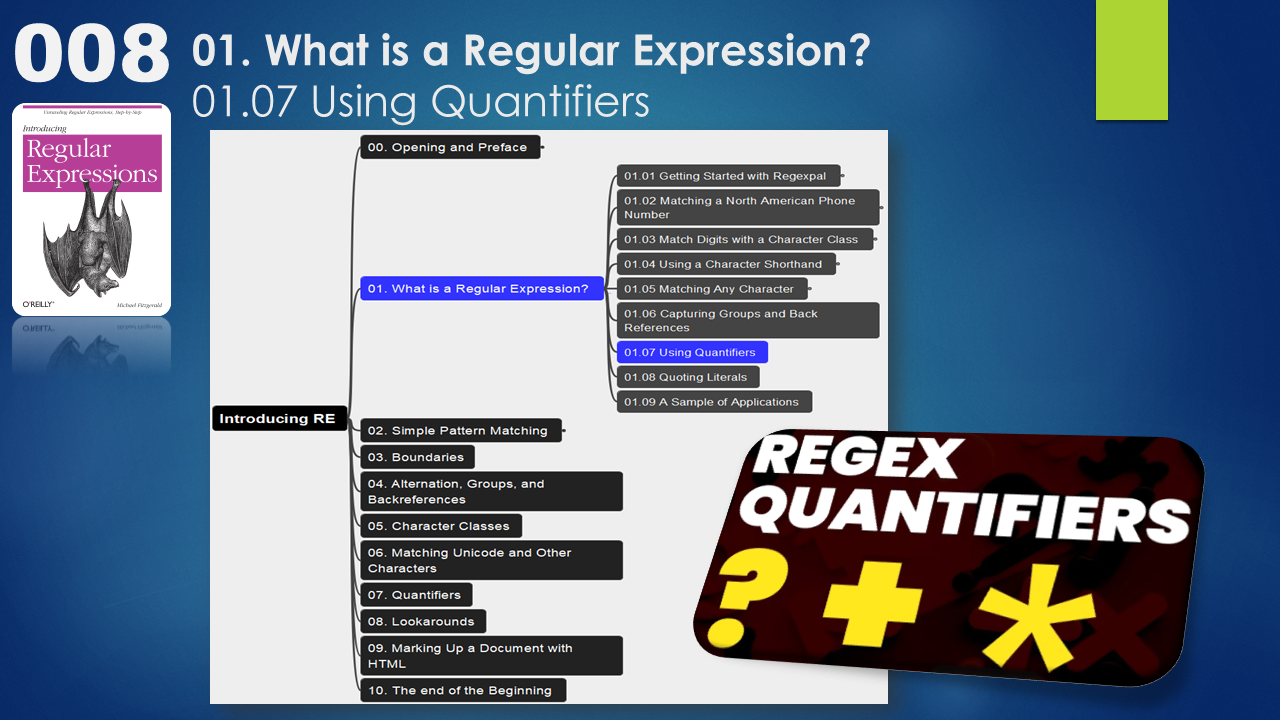 008
01. What is a Regular Expression?
01.07 Using Quantifiers
Unraveling Regular Expressions, Step-by-Step
Introducing
Regular
Expressions
O'REILLY®
Michael Fitzgerald
00. Opening and Preface
01.01 Getting Started with Regexpal
01.02 Matching a North American Phone
Number
01.03 Match Digits with a Character Class
01.04 Using a Character Shorthand
01. What is a Regular Expression?
01.05 Matching Any Character
01.06 Capturing Groups and Back
References
01.07 Using Quantifiers
01.08 Quoting Literals
01.09 A Sample of Applications
Introducing RE
02. Simple Pattern Matching
03. Boundaries
04. Alternation, Groups, and
Backreferences
05. Character Classes
06. Matching Unicode and Other
Characters
07. Quantifiers
08. Lookarounds
09. Marking Up a Document with
HTML
10. The end of the Beginning
REGEX
QUANTIFIERS
? + *